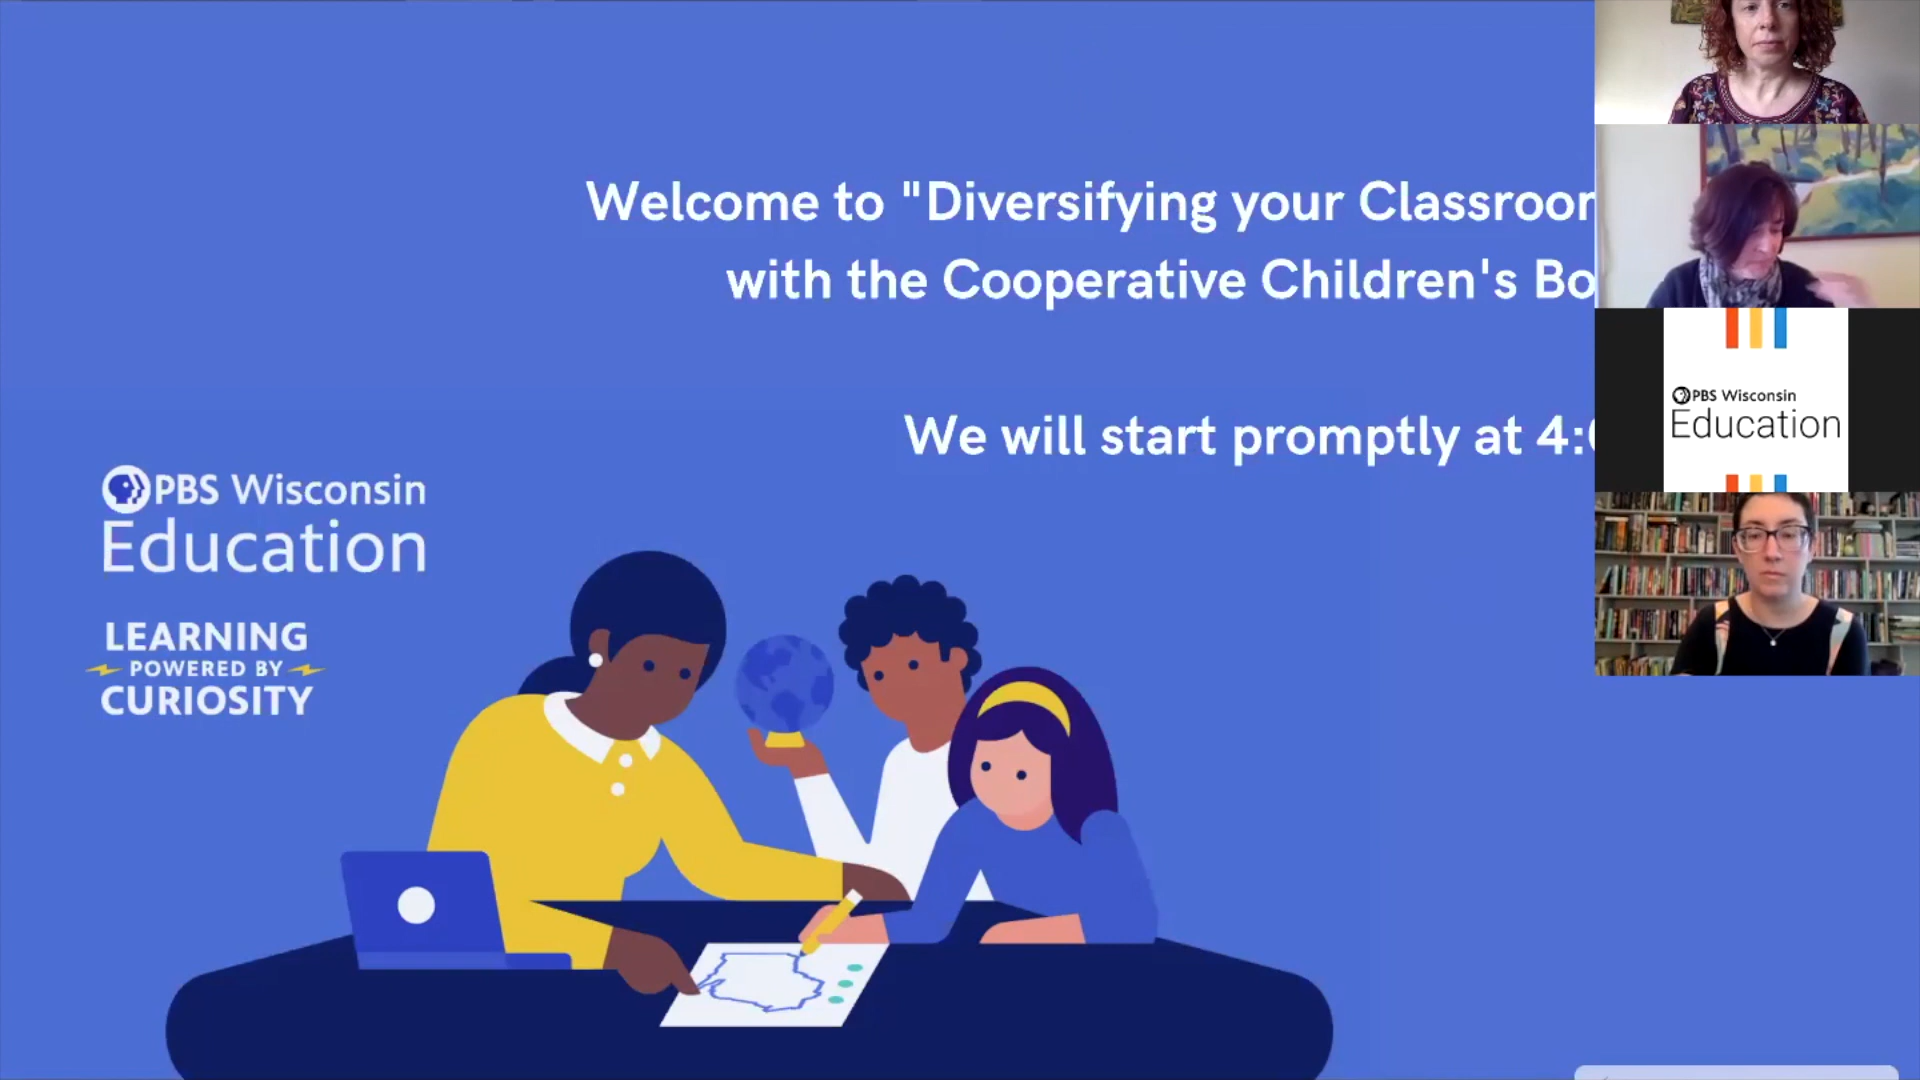 Welcome to "Diversifying your Classroom
with the Cooperative Children's Bo
We will start promptly at 4:
PBS Wisconsin
Education
LEARNING
POWERED BY
CURIOSITY
PBS Wisconsin
Education